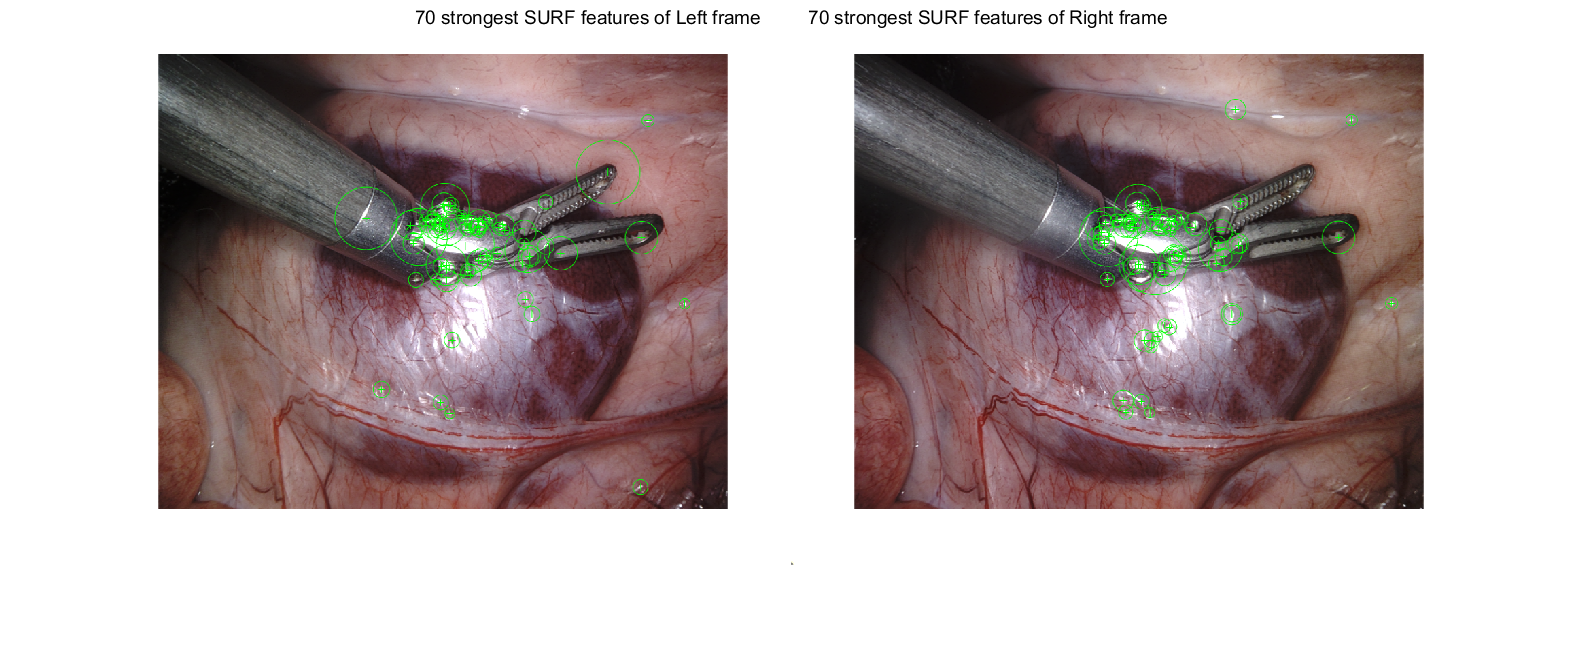 70 strongest SURF features of Left frame
70 strongest SURF features of Right frame